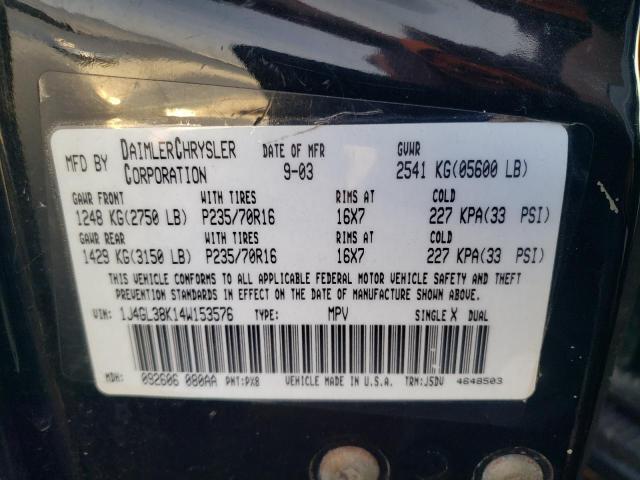 MFD BY DAIMLERCHRYSLER CORPORATION DATE OF MFR 9-03 GVWR 2541 KG(05600 LB)
GAWR FRONT WITH TIRES RIMS AT COLD
1248 KG(2750 LB) P235/70R16 16X7 227 KPA(33 PSI)
GAWR REAR WITH TIRES RIMS AT COLD
1429 KG(3150 LB) P235/70R16 16X7 227 KPA(33 PSI)
THIS VEHICLE CONFORMS TO ALL APPLICABLE FEDERAL MOTOR VEHICLE SAFETY AND THEFT
PREVENTION STANDARDS IN EFFECT ON THE DATE OF MANUFACTURE SHOWN ABOVE.
VIN: 1J4GL38K14W153576 TYPE: MPV SINGLE X DUAL
MDH: 092606 080AA PNT:PX8 VEHICLE MADE IN U.S.A. TRM:J5DV 4648503